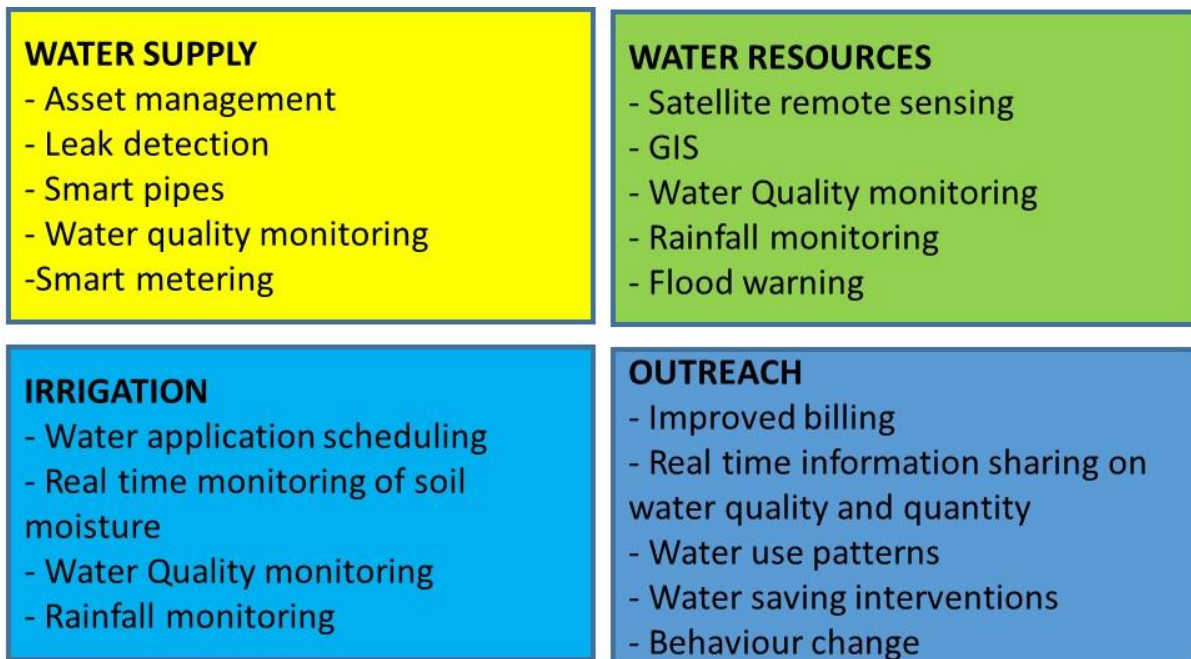 WATER SUPPLY
- Asset management
- Leak detection
- Smart pipes
- Water quality monitoring
-Smart metering
WATER RESOURCES
- Satellite remote sensing
- GIS
- Water Quality monitoring
- Rainfall monitoring
- Flood warning
IRRIGATION
- Water application scheduling
- Real time monitoring of soil
moisture
- Water Quality monitoring
- Rainfall monitoring
OUTREACH
- Improved billing
- Real time information sharing on
water quality and quantity
- Water use patterns
- Water saving interventions
- Behaviour change